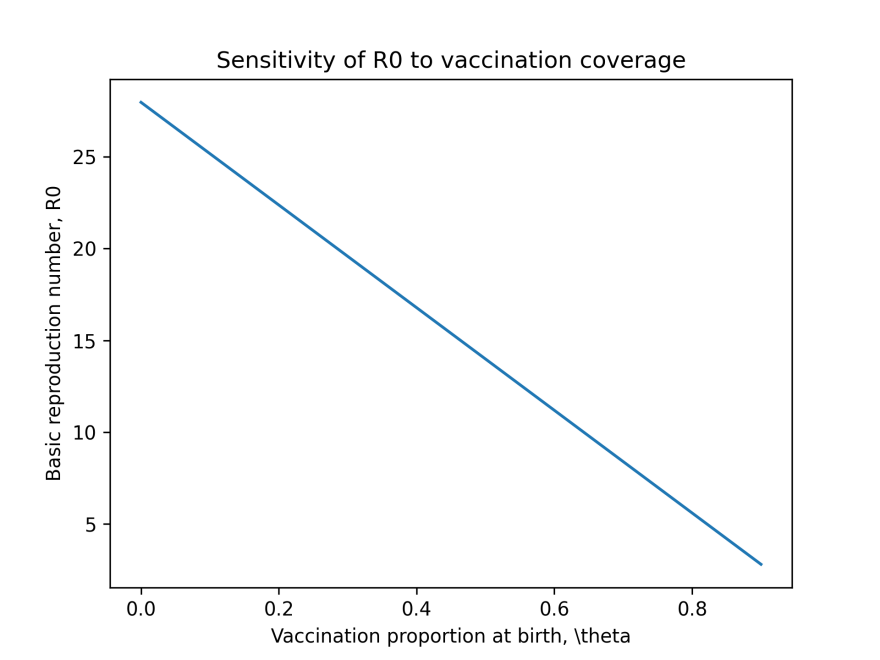 Sensitivity of R0 to vaccination coverage
Basic reproduction number, R0
25
20
15
10
5
0.0 0.2 0.4 0.6 0.8
Vaccination proportion at birth, \theta